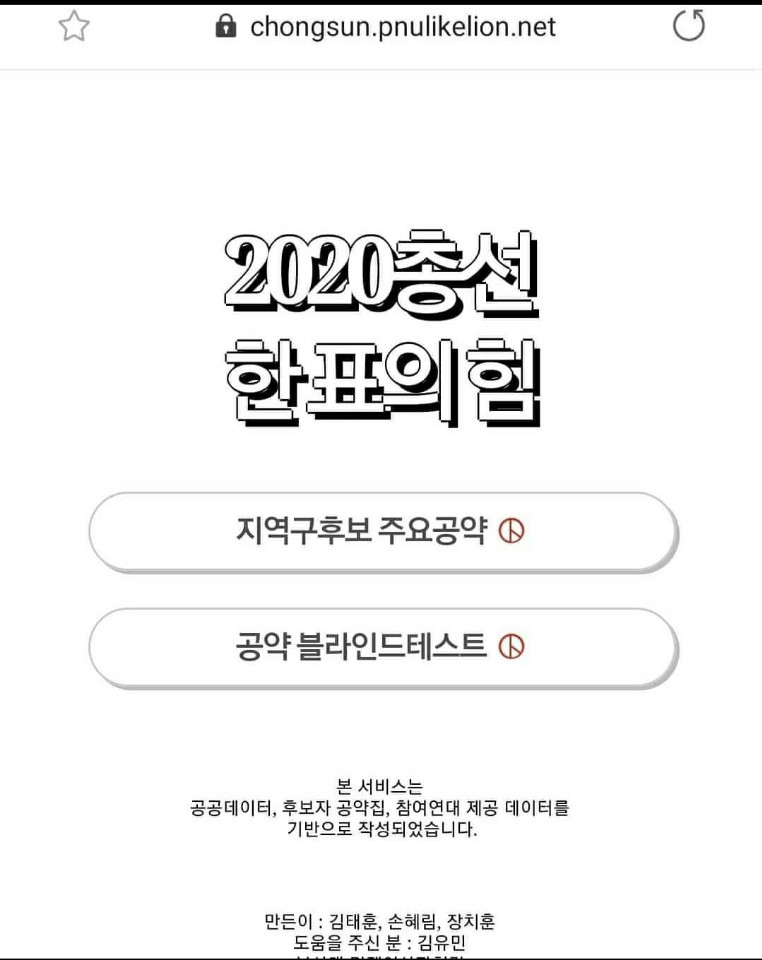 chongsun.pnulikelion.net
2020총선
한표의힘
지역구후보 주요공약
공약 블라인드테스트
본 서비스는
공공데이터, 후보자 공약집, 참여연대 제공 데이터를
기반으로 작성되었습니다.
만든이 : 김태훈, 손혜림, 장치훈
도움을 주신 분 : 김유민